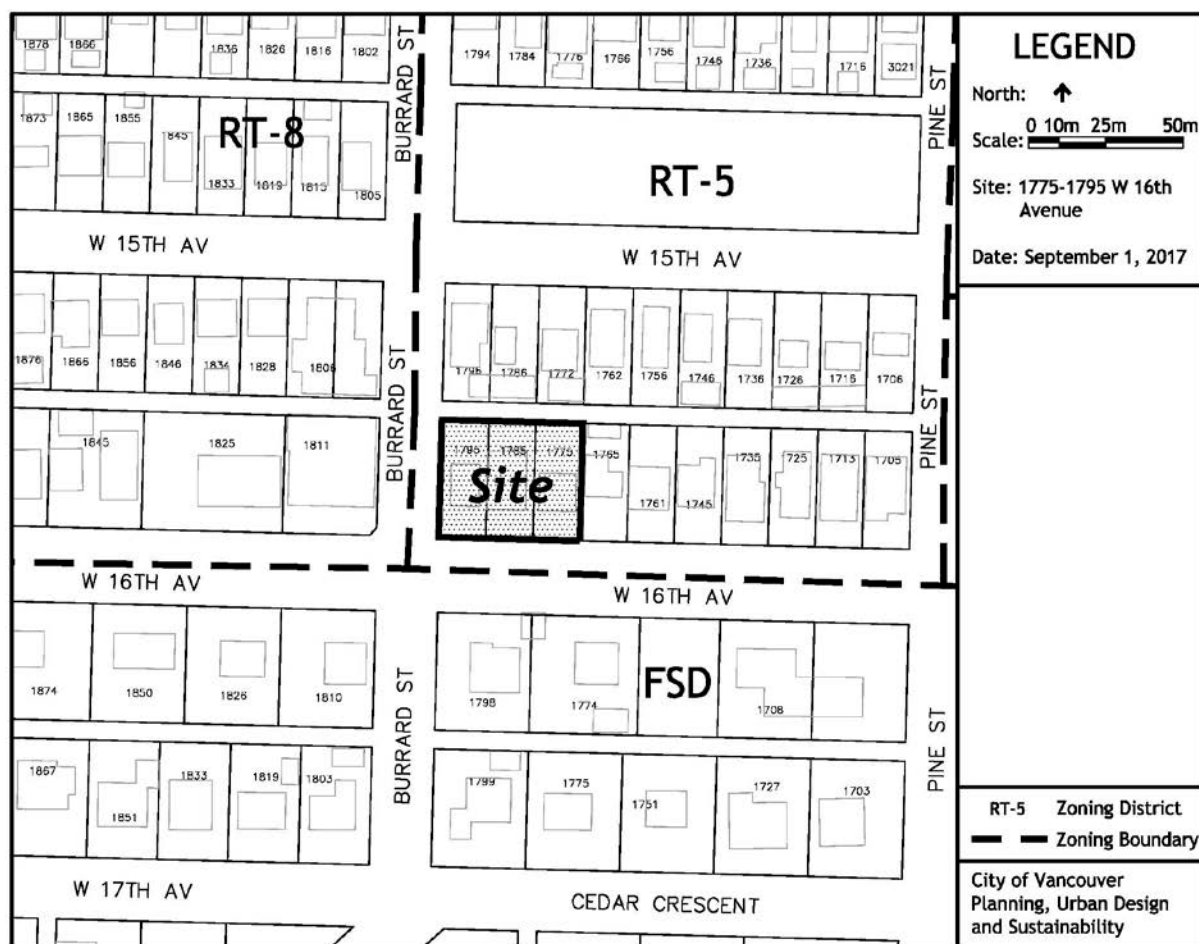 1878 1866 1836 1826 1816 1802
BURRARD ST
1794 1784 1776 1766 1756 1746 1736 1716 3021
PINE ST
1873 1865 1855 1845 1833 1819 1813 1805
RT-8
RT-5
W 15TH AV
W 15TH AV
1876 1866 1856 1846 1834 1828 1806
BURRARD ST
1796 1786 1772 1762 1756 1746 1736 1726 1716 1706
PINE ST
1845 1825 1811
BURRARD ST
1795 1785 1775 1765 1761 1745 1735 725 1713 1705
Site
W 16TH AV
W 16TH AV
1874 1850 1826 1810
BURRARD ST
1798 1774 1708
FSD
PINE ST
1867 1851 1833 1819 1803
1799 1775 1751 1727 1703
W 17TH AV
CEDAR CRESCENT
LEGEND
North:
Scale: 0 10m 25m 50m
Site: 1775-1795 W 16th
Avenue
Date: September 1, 2017
RT-5 Zoning District
Zoning Boundary
City of Vancouver
Planning, Urban Design
and Sustainability